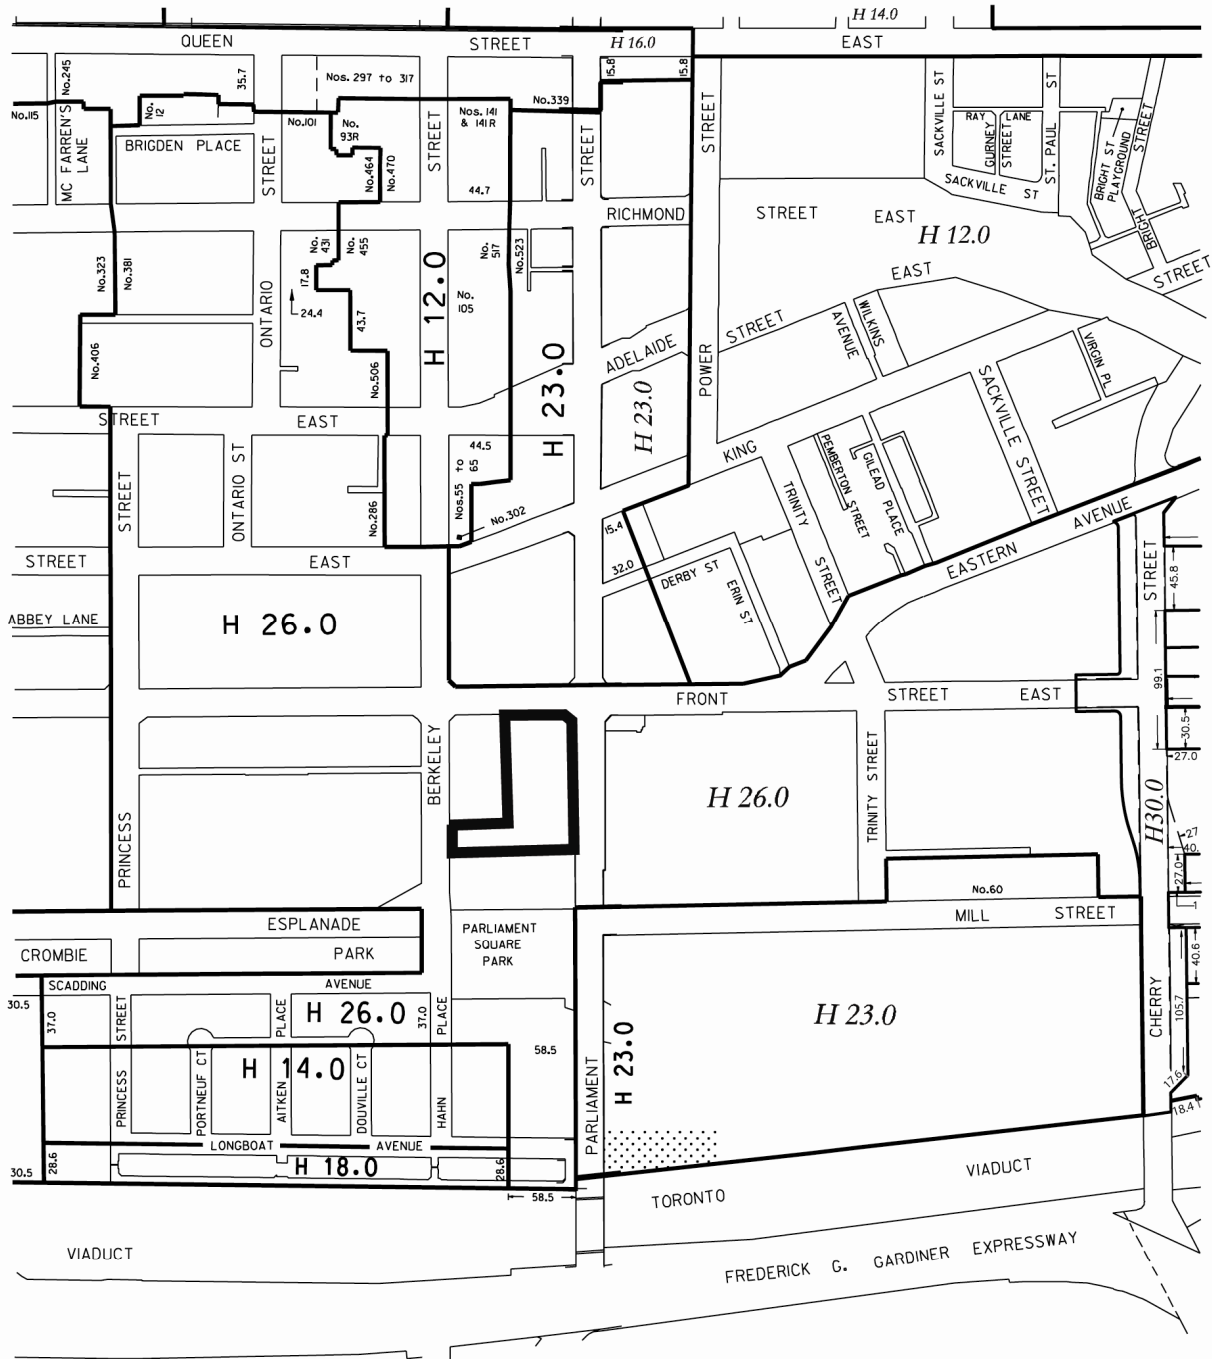 H 14.0
QUEEN
STREET
H 16.0
EAST
No.245
35.7
Nos. 297 to 317
15.8
15.8
No.115
MC FARREN'S
LANE
No.
12
BRIGDEN PLACE
STREET
No.101
No.
93R
No.464
No.470
STREET
Nos. 141
& 141R
44.7
No.339
STREET
STREET
SACKVILLE ST
RAY
LANE
GURNEY
STREET
ST. PAUL
ST
SACKVILLE ST
BRIGHT ST
PLAYGROUND
STREET
BRIGHT
RICHMOND
STREET
EAST
H 12.0
EAST
STREET
No.323
No.381
No.
431
No.
455
17.8
24.4
43.7
ONTARIO
H 12.0
No.
517
No.523
No.
105
H 23.0
ADELAIDE
STREET
POWER
AVENUE
WILKINS
VIRGIN PL
No.406
No.506
STREET
EAST
H 23.0
SACKVILLE STREET
STREET
ONTARIO ST
No.286
44.5
Nos.55 to
65
No.302
KING
PEMBERTON STREET
GILEAD PLACE
TRINITY
STREET
15.4
32.0
DERBY ST
ERIN ST
EASTERN
AVENUE
STREET
45.8
STREET
EAST
ABBEY LANE
H 26.0
99.1
FRONT
STREET
EAST
30.5
27.0
BERKELEY
H 26.0
TRINITY STREET
H30.0
27
40.
27.0
1
PRINCESS
No.60
MILL
STREET
ESPLANADE
CROMBIE
PARK
PARLIAMENT
SQUARE
PARK
40.6
SCADDING
AVENUE
30.5
37.0
STREET
PLACE
H 26.0
37.0
PLACE
H 23.0
CHERRY
105.7
H 14.0
58.5
H 23.0
PRINCESS
PORTNEUF CT
AITKEN
DOUVILLE CT
HAHN
PARLIAMENT
17.6
18.41
LONGBOAT
AVENUE
30.5
28.6
H 18.0
28.6
58.5
TORONTO
VIADUCT
VIADUCT
FREDERICK G. GARDINER EXPRESSWAY